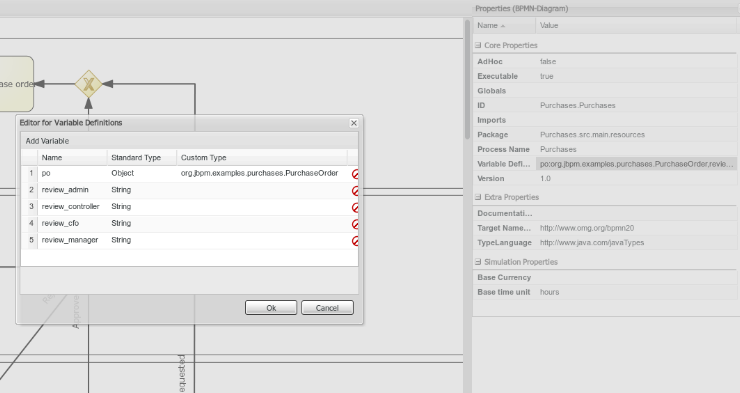 Properties (BPMN-Diagram)
Name Value
Core Properties
AdHoc false
Executable true
Globals
ID Purchases.Purchases
Imports
Package Purchases.src.main.resources
Process Name Purchases
Variable Defi... po:org.jbpm.examples.purchases.PurchaseOrder,revie...
Version 1.0
Extra Properties
Documentati...
Target Name... http://www.omg.org/bpmn20
TypeLanguage http://www.java.com/javaTypes
Simulation Properties
Base Currency
Base time unit hours
ase order
X
Editor for Variable Definitions
Add Variable
Name Standard Type Custom Type
1 po Object org.jbpm.examples.purchases.PurchaseOrder
2 review_admin String
3 review_controller String
4 review_cfo String
5 review_manager String
Ok Cancel
Approve
equested